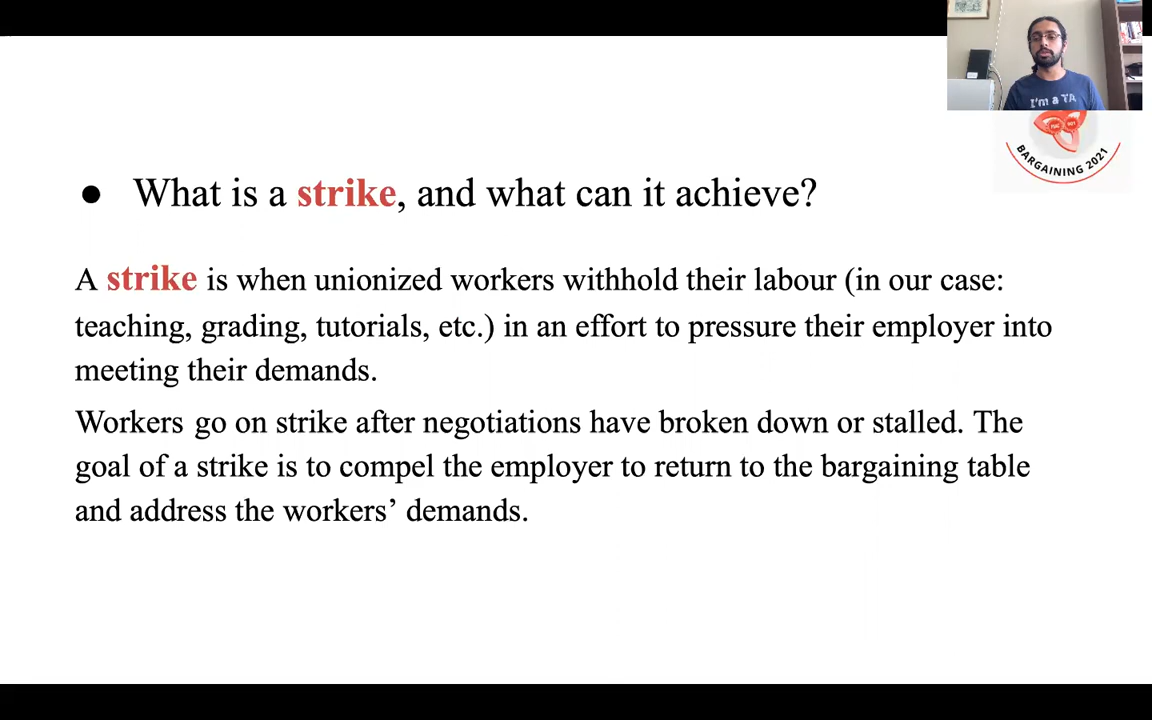 I'm a TA
BARGAINING 2021
● What is a strike, and what can it achieve?
A strike is when unionized workers withhold their labour (in our case:
teaching, grading, tutorials, etc.) in an effort to pressure their employer into
meeting their demands.
Workers go on strike after negotiations have broken down or stalled. The
goal of a strike is to compel the employer to return to the bargaining table
and address the workers’ demands.